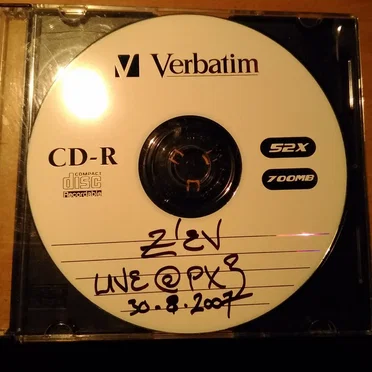 Verbatim
CD-R
52X
COMPACT
disc
Recordable
700MB
Z'EV
LIVE @ PX3
30.8.2007